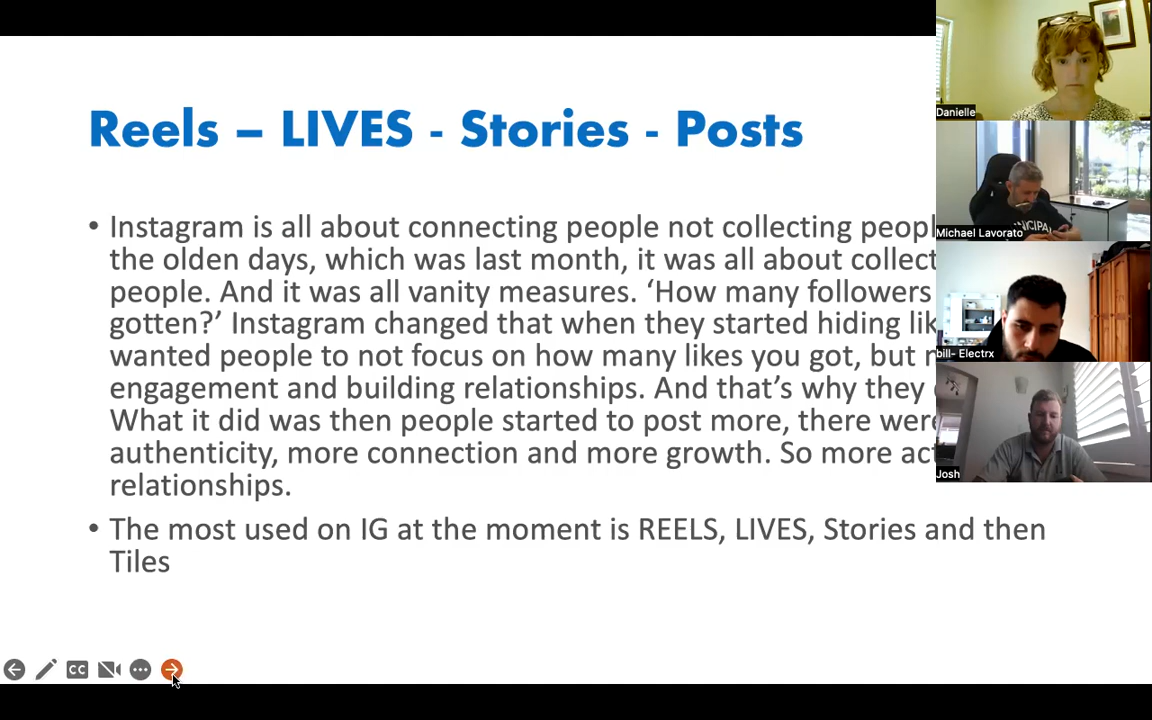 Reels – LIVES - Stories - Posts
• Instagram is all about connecting people not collecting peopl
the olden days, which was last month, it was all about collect
people. And it was all vanity measures. ‘How many followers
gotten?’ Instagram changed that when they started hiding lik
wanted people to not focus on how many likes you got, but
engagement and building relationships. And that’s why they
What it did was then people started to post more, there were
authenticity, more connection and more growth. So more act
relationships.
• The most used on IG at the moment is REELS, LIVES, Stories and then
Tiles
CC
Danielle
NCIPAL
Michael Lavorato
bill- Electrx
Josh